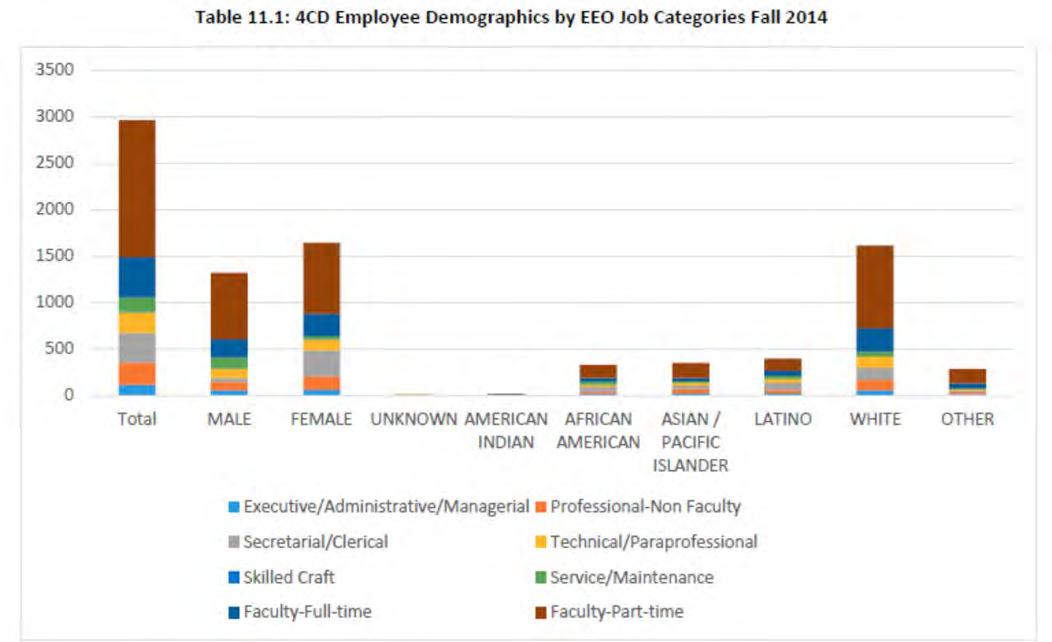 Table 11.1: 4CD Employee Demographics by EEO Job Categories Fall 2014
3500
3000
2500
2000
1500
1000
500
0
Total MALE FEMALE UNKNOWN AMERICAN INDIAN AFRICAN AMERICAN ASIAN / PACIFIC ISLANDER LATINO WHITE OTHER
Executive/Administrative/Managerial Professional-Non Faculty
Secretarial/Clerical Technical/Paraprofessional
Skilled Craft Service/Maintenance
Faculty-Full-time Faculty-Part-time